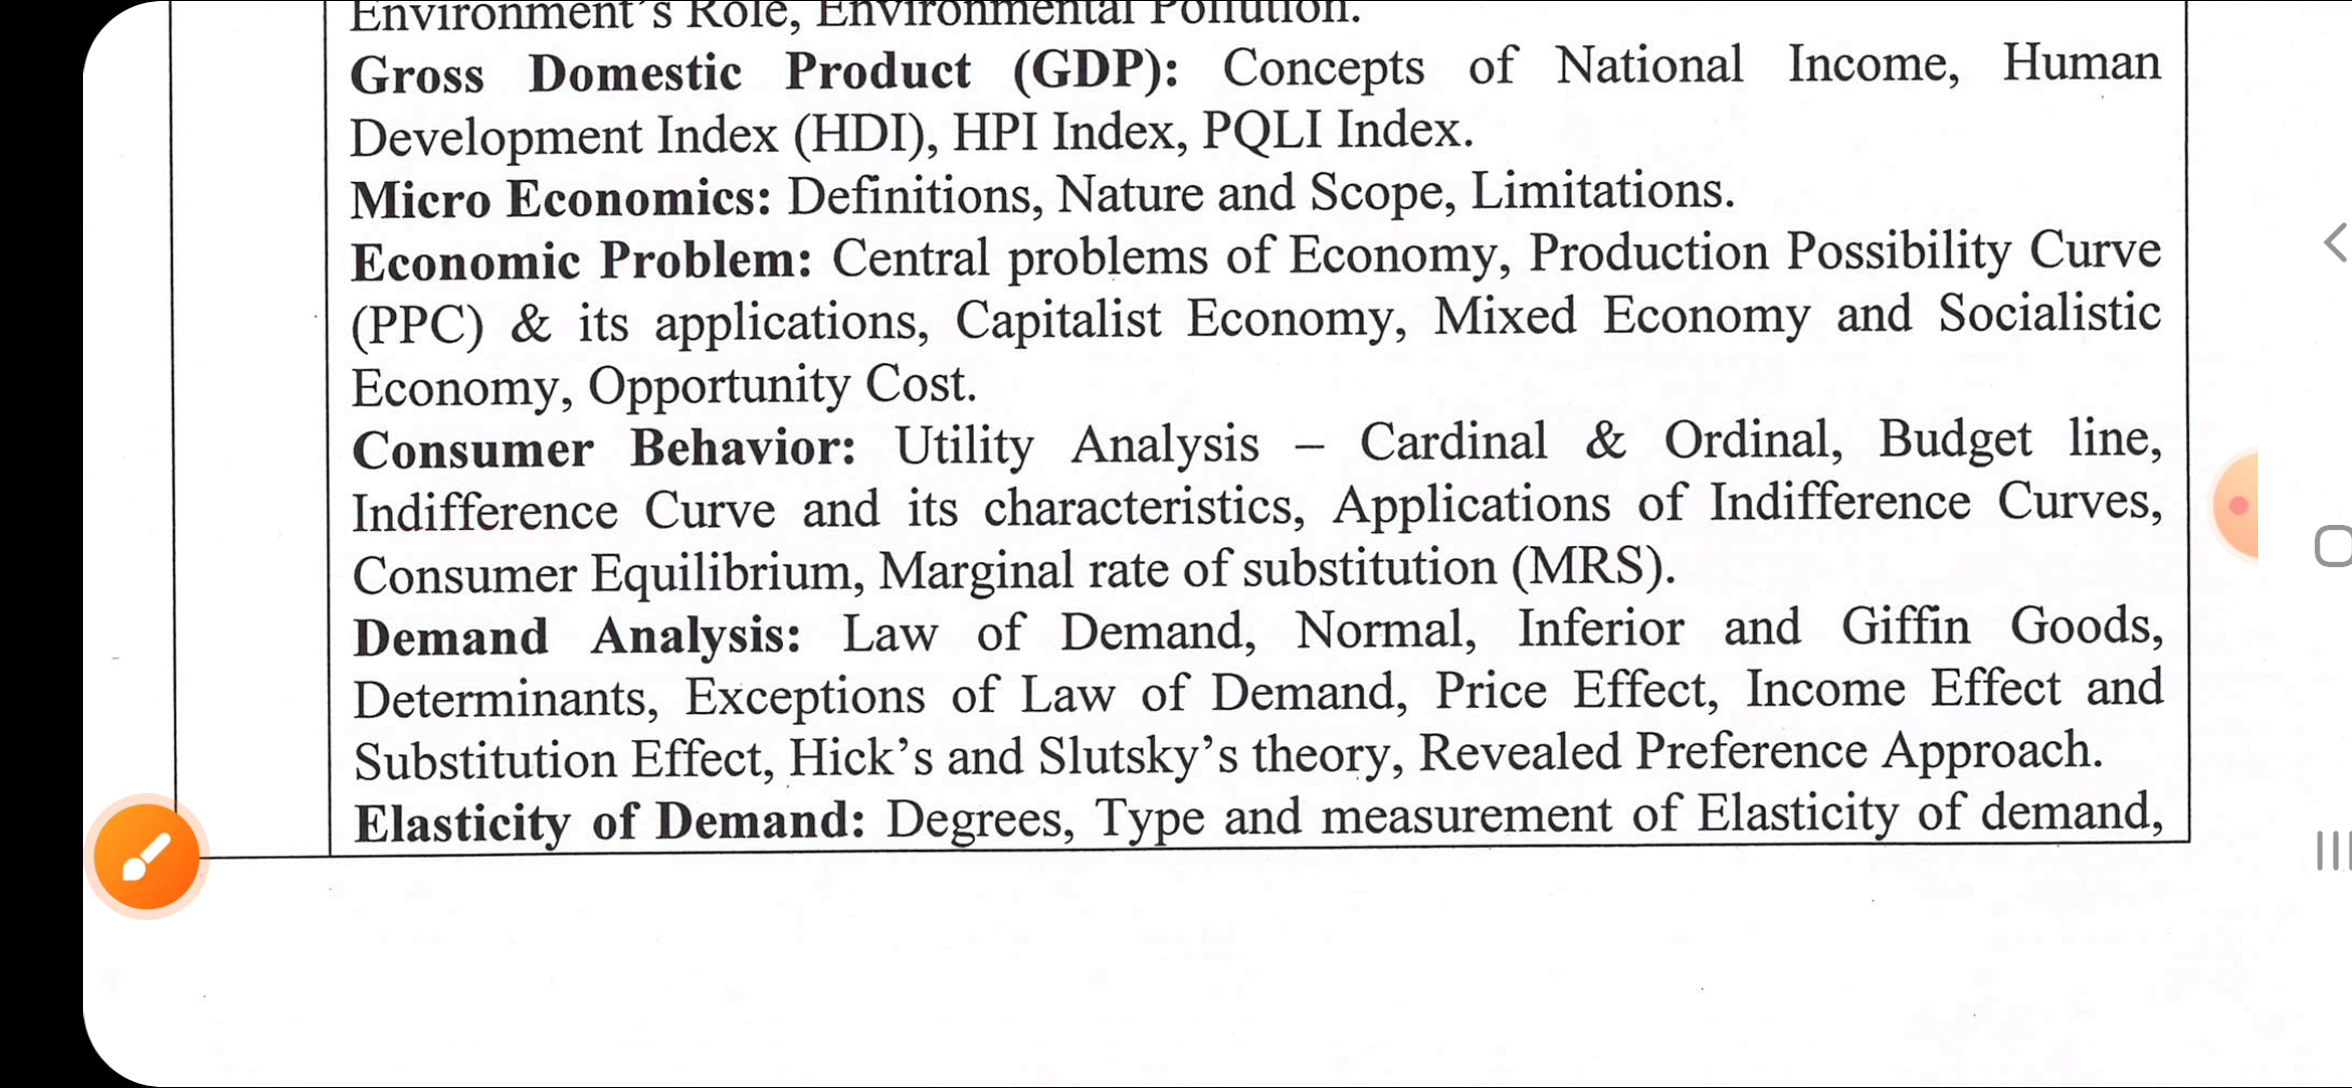 Environment's Role, Environmental Pollution.
Gross Domestic Product (GDP): Concepts of National Income, Human
Development Index (HDI), HPI Index, PQLI Index.
Micro Economics: Definitions, Nature and Scope, Limitations.
Economic Problem: Central problems of Economy, Production Possibility Curve
(PPC) & its applications, Capitalist Economy, Mixed Economy and Socialistic
Economy, Opportunity Cost.
Consumer Behavior: Utility Analysis – Cardinal & Ordinal, Budget line,
Indifference Curve and its characteristics, Applications of Indifference Curves,
Consumer Equilibrium, Marginal rate of substitution (MRS).
Demand Analysis: Law of Demand, Normal, Inferior and Giffin Goods,
Determinants, Exceptions of Law of Demand, Price Effect, Income Effect and
Substitution Effect, Hick’s and Slutsky’s theory, Revealed Preference Approach.
Elasticity of Demand: Degrees, Type and measurement of Elasticity of demand,